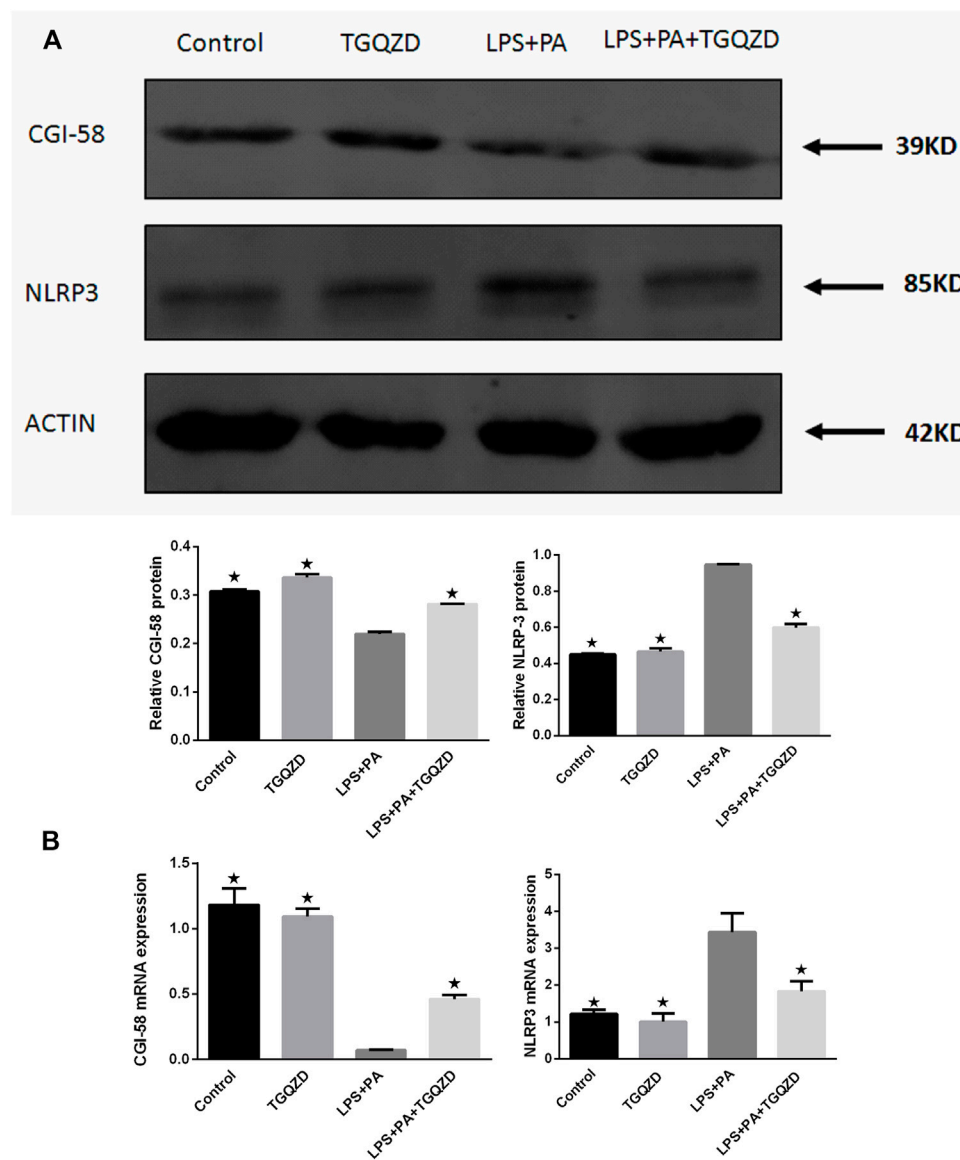 A
Control TGQZD LPS+PA LPS+PA+TGQZD
CGI-58
39KD
NLRP3
85KD
ACTIN
42KD
Relative CGI-58 protein
0.4
0.3
0.2
0.1
0.0
Control TGQZD LPS+PA LPS+PA+TGQZD
Relative NLRP-3 protein
1.0
0.8
0.6
0.4
0.2
0.0
Control TGQZD LPS+PA LPS+PA+TGQZD
B
CGI-58 mRNA expression
1.5
1.0
0.5
0.0
Control TGQZD LPS+PA LPS+PA+TGQZD
NLRP3 mRNA expression
5
4
3
2
1
0
Control TGQZD LPS+PA LPS+PA+TGQZD